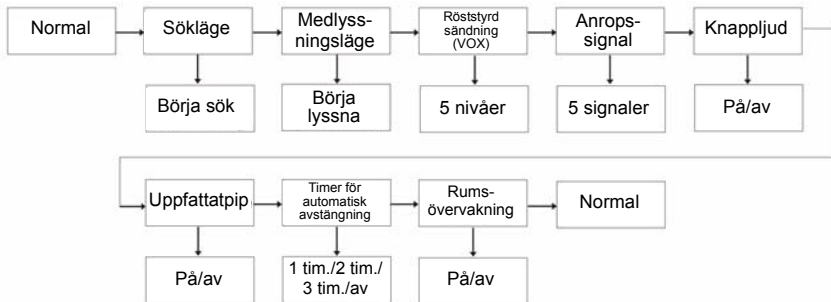 Normal
Sökläge
Medlyss-
ningsläge
Röststyrd
sändning
(VOX)
Anrops-
signal
Knappljud
Börja sök
Börja
lyssna
5 nivåer
5 signaler
På/av
Uppfattatpip
Timer för
automatisk
avstängning
Rums-
övervakning
Normal
På/av
1 tim./2 tim./
3 tim./av
På/av